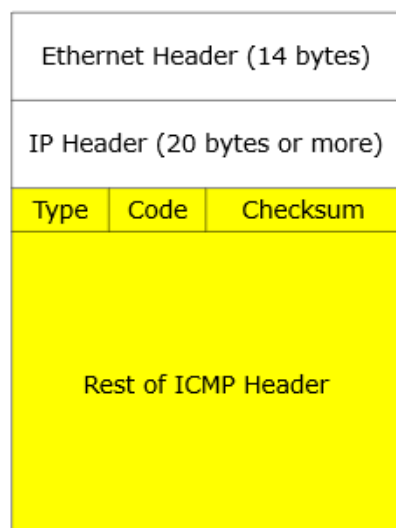 Ethernet Header (14 bytes)
IP Header (20 bytes or more)
Type Code Checksum
Rest of ICMP Header